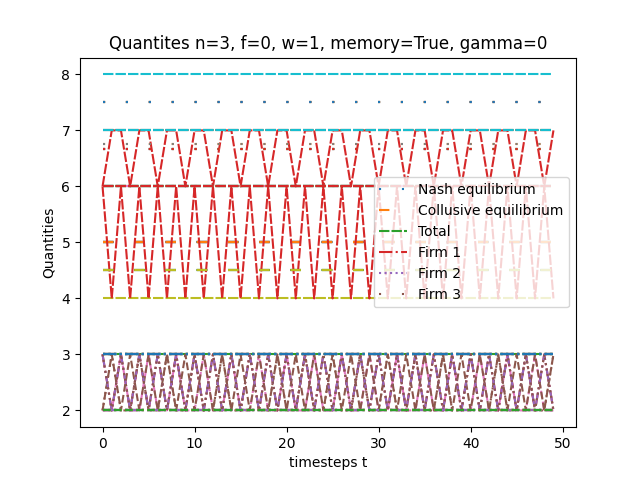 Quantites n=3, f=0, w=1, memory=True, gamma=0
8
7
6
5
4
3
2
Quantities
Nash equilibrium
Collusive equilibrium
Total
Firm 1
Firm 2
Firm 3
0 10 20 30 40 50
timesteps t